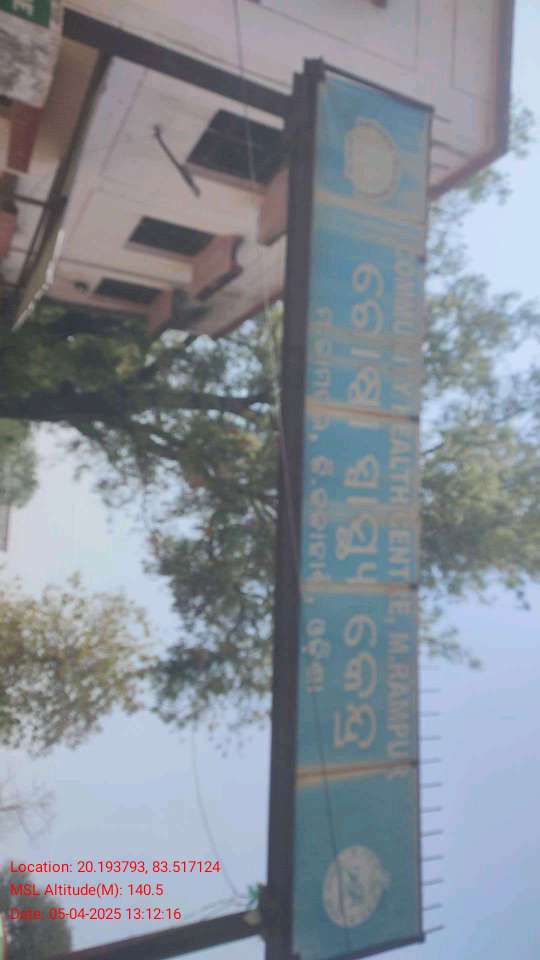 COMMUNITY HEALTH CENTRE, M.RAMPUR
ଗୋଷ୍ଠୀ ସ୍ୱାସ୍ଥ୍ୟ କେନ୍ଦ୍ର
Location: 20.193793, 83.517124
MSL Altitude(M): 140.5
Date: 05-04-2025 13:12:16